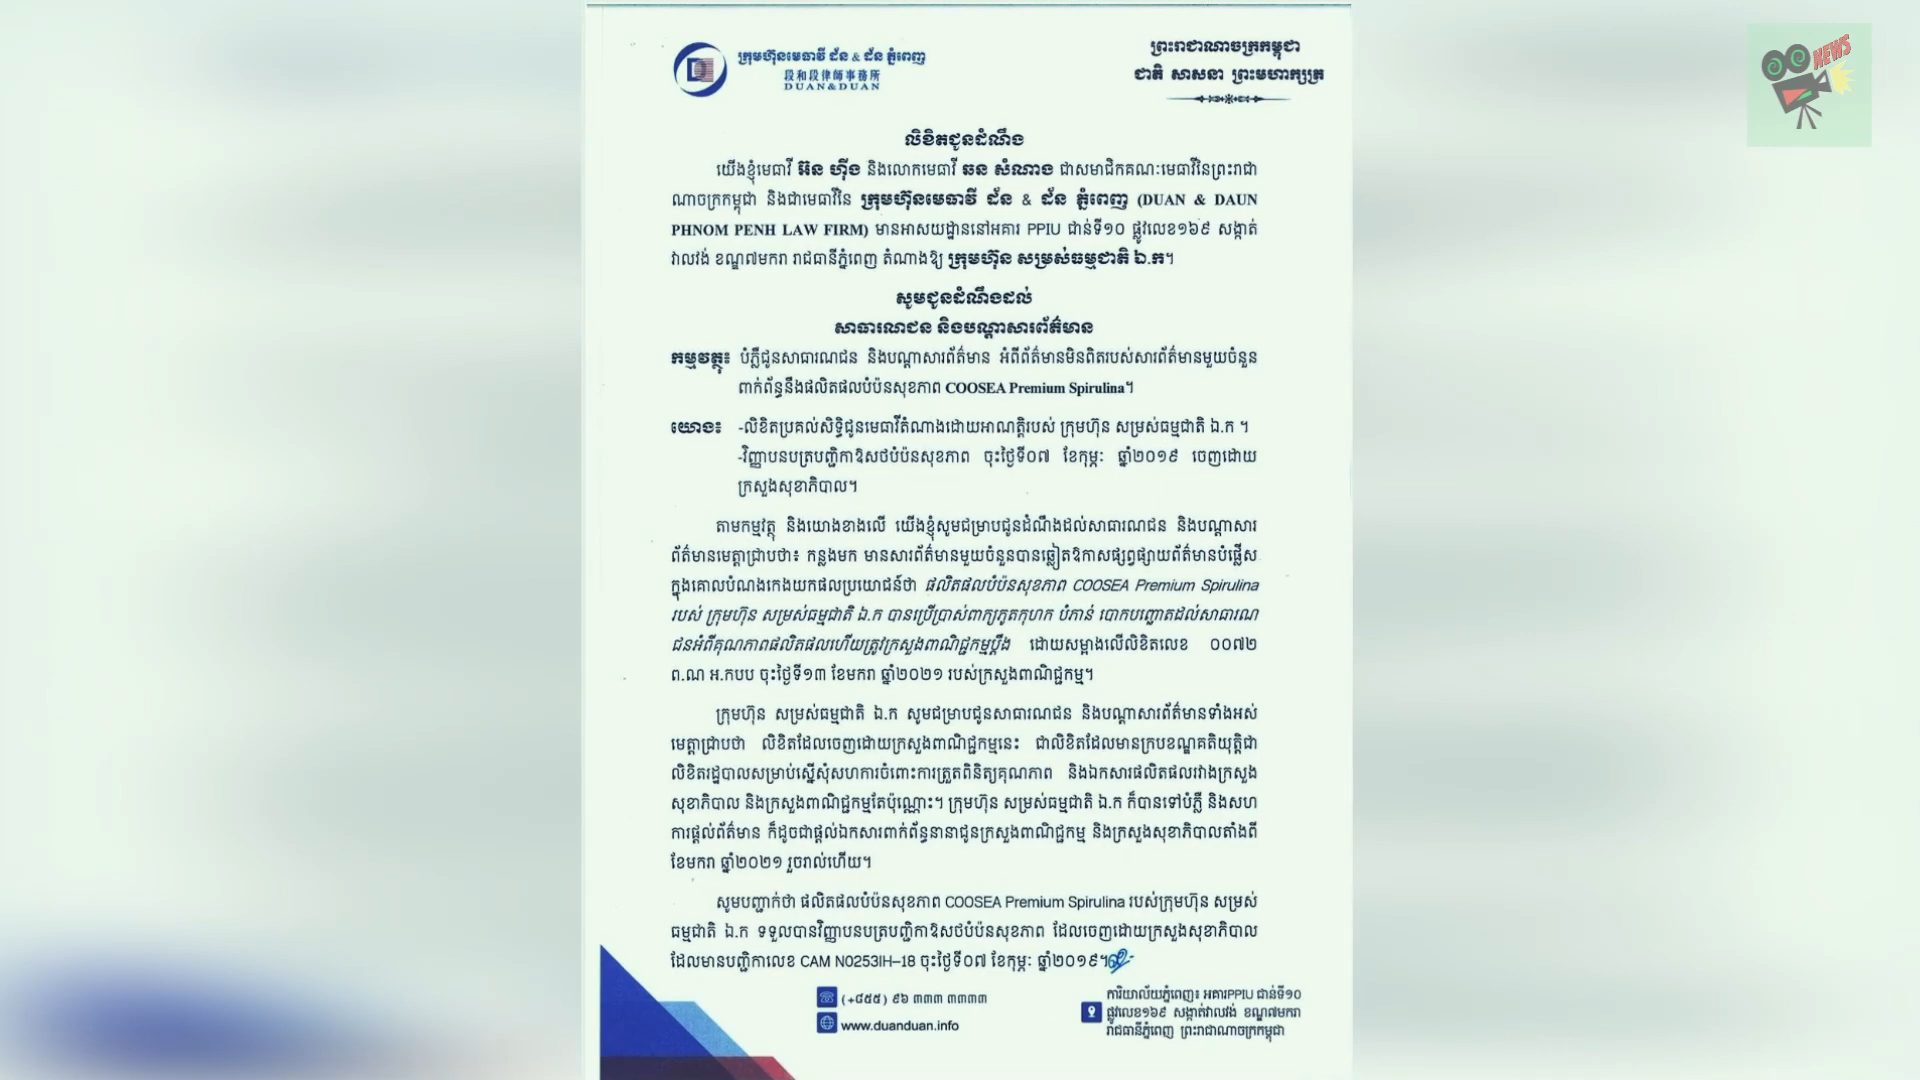 ក្រុមហ៊ុនមេធាវី ដ័ន & ដ័ន ភ្នំពេញ
段和段律師事務所
DUAN&DUAN
ព្រះរាជាណាចក្រកម្ពុជា
ជាតិ សាសនា ព្រះមហាក្សត្រ
NEWS
លិខិតជូនដំណឹង
យើងខ្ញុំមេធាវី អ៊ន ហ៊ីង និងលោកមេធាវី ឆន សំណាង ជាសមាជិកគណៈមេធាវីនៃព្រះរាជា
ណាចក្រកម្ពុជា និងជាមេធាវីនៃ ក្រុមហ៊ុនមេធាវី ដ័ន & ដ័ន ភ្នំពេញ (DUAN & DAUN
PHNOM PENH LAW FIRM) មានអាសយដ្ឋាននៅអគារ PPIU ជាន់ទី១០ ផ្លូវលេខ១៦៩ សង្កាត់
វាលវង់ ខណ្ឌ៧មករា រាជធានីភ្នំពេញ តំណាងឱ្យ ក្រុមហ៊ុន សម្រស់ធម្មជាតិ ឯ.ក។
សូមជូនដំណឹងដល់
សាធារណជន និងបណ្តាសារព័ត៌មាន
កម្មវត្ថុ៖ បំភ្លឺជូនសាធារណជន និងបណ្តាសារព័ត៌មាន អំពីព័ត៌មានមិនពិតរបស់សារព័ត៌មានមួយចំនួន
ពាក់ព័ន្ធនឹងផលិតផលបំប៉នសុខភាព COOSEA Premium Spirulina។
យោង៖ -លិខិតប្រគល់សិទ្ធិជូនមេធាវីតំណាងដោយអាណត្តិរបស់ ក្រុមហ៊ុន សម្រស់ធម្មជាតិ ឯ.ក ។
-វិញ្ញាបនបត្របញ្ជិកាឱសថបំប៉នសុខភាព ចុះថ្ងៃទី០៧ ខែកុម្ភៈ ឆ្នាំ២០១៩ ចេញដោយ
ក្រសួងសុខាភិបាល។
តាមកម្មវត្ថុ និងយោងខាងលើ យើងខ្ញុំសូមជម្រាបជូនដំណឹងដល់សាធារណជន និងបណ្តាសារ
ព័ត៌មានមេត្តាជ្រាបថា៖ កន្លងមក មានសារព័ត៌មានមួយចំនួនបានឆ្លៀតឱកាសផ្សព្វផ្សាយព័ត៌មានបំផ្លើស
ក្នុងគោលបំណងកេងយកផលប្រយោជន៍ថា ផលិតផលបំប៉នសុខភាព COOSEA Premium Spirulina
របស់ ក្រុមហ៊ុន សម្រស់ធម្មជាតិ ឯ.ក បានប្រើប្រាស់ពាក្យភូតកុហក បំភាន់ បោកបញ្ឆោតដល់សាធារណ
ជនអំពីគុណភាពផលិតផលហើយត្រូវក្រសួងពាណិជ្ជកម្មប្តឹង ដោយសម្អាងលើលិខិតលេខ ០០៧២
ព.ណ អ.កបប ចុះថ្ងៃទី១៣ ខែមករា ឆ្នាំ២០២១ របស់ក្រសួងពាណិជ្ជកម្ម។
ក្រុមហ៊ុន សម្រស់ធម្មជាតិ ឯ.ក សូមជម្រាបជូនសាធារណជន និងបណ្តាសារព័ត៌មានទាំងអស់
មេត្តាជ្រាបថា លិខិតដែលចេញដោយក្រសួងពាណិជ្ជកម្មនេះ ជាលិខិតដែលមានក្របខណ្ឌគតិយុត្តិជា
លិខិតរដ្ឋបាលសម្រាប់ស្នើសុំសហការចំពោះការត្រួតពិនិត្យគុណភាព និងឯកសារផលិតផលរវាងក្រសួង
សុខាភិបាល និងក្រសួងពាណិជ្ជកម្មតែប៉ុណ្ណោះ។ ក្រុមហ៊ុន សម្រស់ធម្មជាតិ ឯ.ក ក៏បានទៅបំភ្លឺ និងសហ
ការផ្តល់ព័ត៌មាន ក៏ដូចជាផ្តល់ឯកសារពាក់ព័ន្ធនានាជូនក្រសួងពាណិជ្ជកម្ម និងក្រសួងសុខាភិបាលតាំងពី
ខែមករា ឆ្នាំ២០២១ រួចរាល់ហើយ។
សូមបញ្ជាក់ថា ផលិតផលបំប៉នសុខភាព COOSEA Premium Spirulina របស់ក្រុមហ៊ុន សម្រស់
ធម្មជាតិ ឯ.ក ទទួលបានវិញ្ញាបនបត្របញ្ជិកាឱសថបំប៉នសុខភាព ដែលចេញដោយក្រសួងសុខាភិបាល
ដែលមានបញ្ជិកាលេខ CAM N0253IH-18 ចុះថ្ងៃទី០៧ ខែកុម្ភៈ ឆ្នាំ២០១៩។
(+៨៥៥) ៩៦ ៣៣៣ ៣៣៣៣
www.duanduan.info
ការិយាល័យភ្នំពេញ៖ អគារPPIU ជាន់ទី១០
ផ្លូវលេខ១៦៩ សង្កាត់វាលវង់ ខណ្ឌ៧មករា
រាជធានីភ្នំពេញ ព្រះរាជាណាចក្រកម្ពុជា